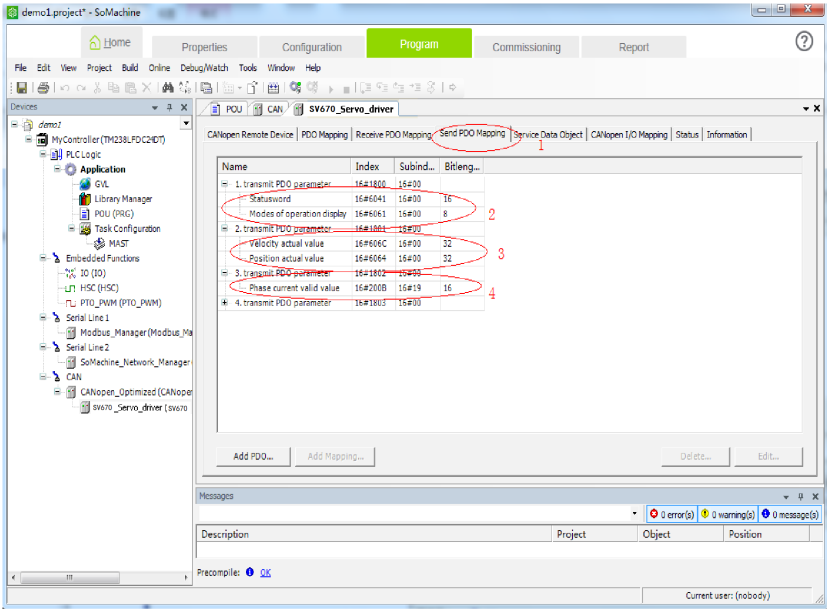 demo1.project* - SoMachine
Home Properties Configuration Program Commissioning Report
File Edit View Project Build Online Debug/Watch Tools Window Help
Devices
demo1
MyController (TM238LFDC24DT)
PLC Logic
Application
GVL
Library Manager
POU (PRG)
Task Configuration
MAST
Embedded Functions
IO (IO)
HSC (HSC)
PTO_PWM (PTO_PWM)
Serial Line 1
Modbus_Manager (Modbus_Ma
Serial Line 2
SoMachine_Network_Manager
CAN
CANopen_Optimized (CANoper
SV670 _Servo_driver (SV670
POU CAN SV670_Servo_driver
CANopen Remote Device PDO Mapping Receive PDO Mapping Send PDO Mapping Service Data Object CANopen I/O Mapping Status Information
1
Name Index Subind... Bitleng...
1. transmit PDO parameter 16#1800 16#00
Statusword 16#6041 16#00 16
Modes of operation display 16#6061 16#00 8
2
2. transmit PDO parameter 16#1801 16#00
Velocity actual value 16#606C 16#00 32
Position actual value 16#6064 16#00 32
3
3. transmit PDO parameter 16#1802 16#00
Phase current valid value 16#200B 16#19 16
4
4. transmit PDO parameter 16#1803 16#00
Add PDO... Add Mapping... Delete... Edit...
Messages
0 error(s) 0 warning(s) 0 message(s)
Description Project Object Position
Precompile: OK
Current user: (nobody)